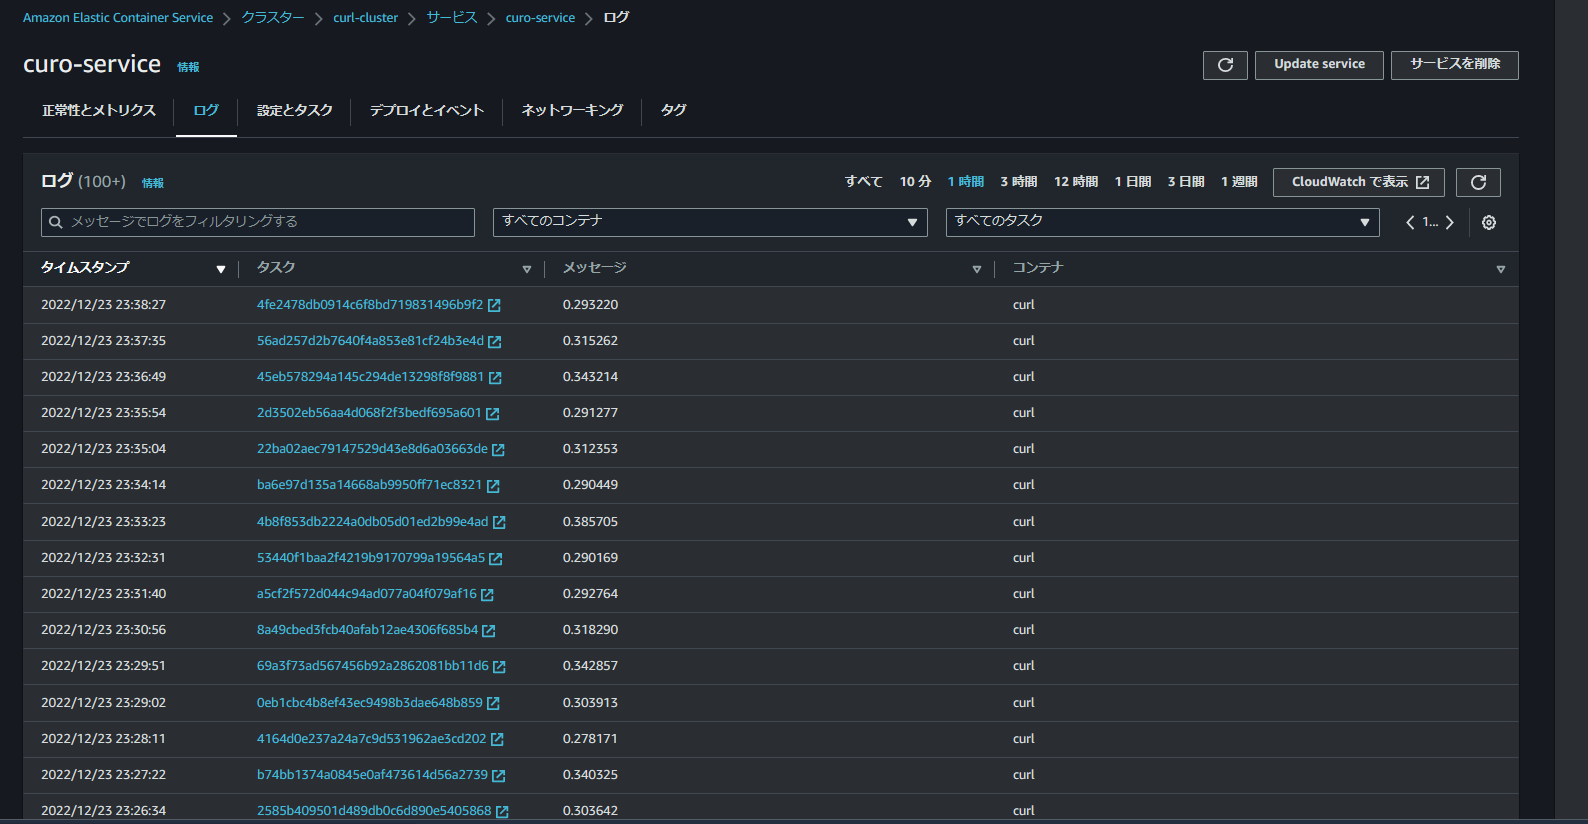 Amazon Elastic Container Service > クラスター > curl-cluster > サービス > curo-service > ログ
curo-service 情報 Update service サービスを削除
正常性とメトリクス ログ 設定とタスク デプロイとイベント ネットワーキング タグ
ログ (100+) 情報 すべて 10 分 1 時間 3 時間 12 時間 1 日間 3 日間 1 週間 CloudWatch で表示
メッセージでログをフィルタリングする すべてのコンテナ すべてのタスク 1...
タイムスタンプ タスク メッセージ コンテナ
2022/12/23 23:38:27 4fe2478db0914c6f8bd719831496b9f2 0.293220 curl
2022/12/23 23:37:35 56ad257d2b7640f4a853e81cf24b3e4d 0.315262 curl
2022/12/23 23:36:49 45eb578294a145c294de13298f8f9881 0.343214 curl
2022/12/23 23:35:54 2d3502eb56aa4d068f2f3bedf695a601 0.291277 curl
2022/12/23 23:35:04 22ba02aec79147529d43e8d6a03663de 0.312353 curl
2022/12/23 23:34:14 ba6e97d135a14668ab9950ff71ec8321 0.290449 curl
2022/12/23 23:33:23 4b8f853db2224a0db05d01ed2b99e4ad 0.385705 curl
2022/12/23 23:32:31 53440f1baa2f4219b9170799a19564a5 0.290169 curl
2022/12/23 23:31:40 a5cf2f572d044c94ad077a04f079af16 0.292764 curl
2022/12/23 23:30:56 8a49cbed3fcb40afab12ae4306f685b4 0.318290 curl
2022/12/23 23:29:51 69a3f73ad567456b92a2862081bb11d6 0.342857 curl
2022/12/23 23:29:02 0eb1cbc4b8ef43ec9498b3dae648b859 0.303913 curl
2022/12/23 23:28:11 4164d0e237a24a7c9d531962ae3cd202 0.278171 curl
2022/12/23 23:27:22 b74bb1374a0845e0af473614d56a2739 0.340325 curl
2022/12/23 23:26:34 2585b409501d489db0c6d890e5405868 0.303642 curl